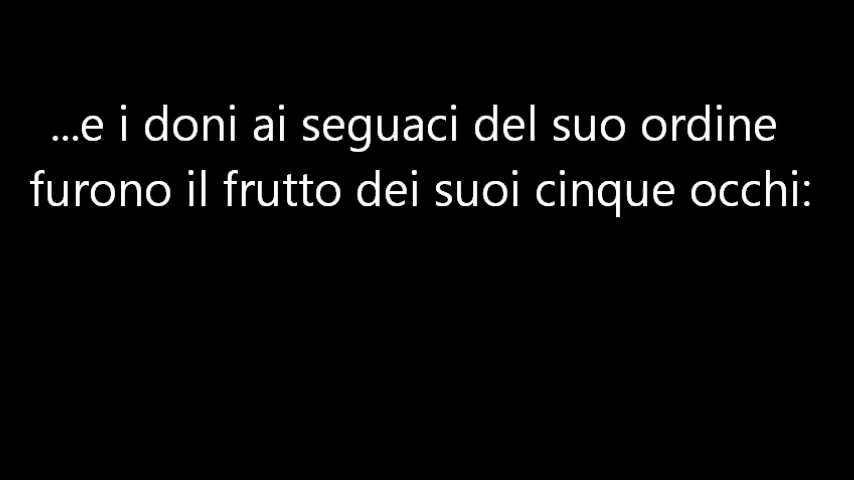 ...e i doni ai seguaci del suo ordine
furono il frutto dei suoi cinque occhi: